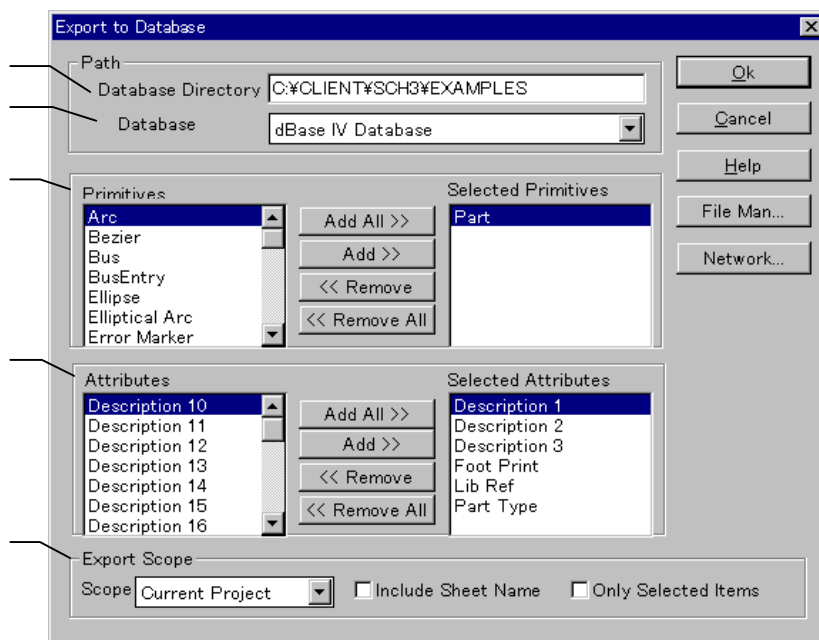 Export to Database
Path
Database Directory C:¥CLIENT¥SCH3¥EXAMPLES
Database dBase IV Database
Ok
Cancel
Help
File Man...
Network...
Primitives
Arc
Bezier
Bus
BusEntry
Ellipse
Elliptical Arc
Error Marker
Add All >>
Add >>
<< Remove
<< Remove All
Selected Primitives
Part
Attributes
Description 10
Description 11
Description 12
Description 13
Description 14
Description 15
Description 16
Add All >>
Add >>
<< Remove
<< Remove All
Selected Attributes
Description 1
Description 2
Description 3
Foot Print
Lib Ref
Part Type
Export Scope
Scope Current Project Include Sheet Name Only Selected Items